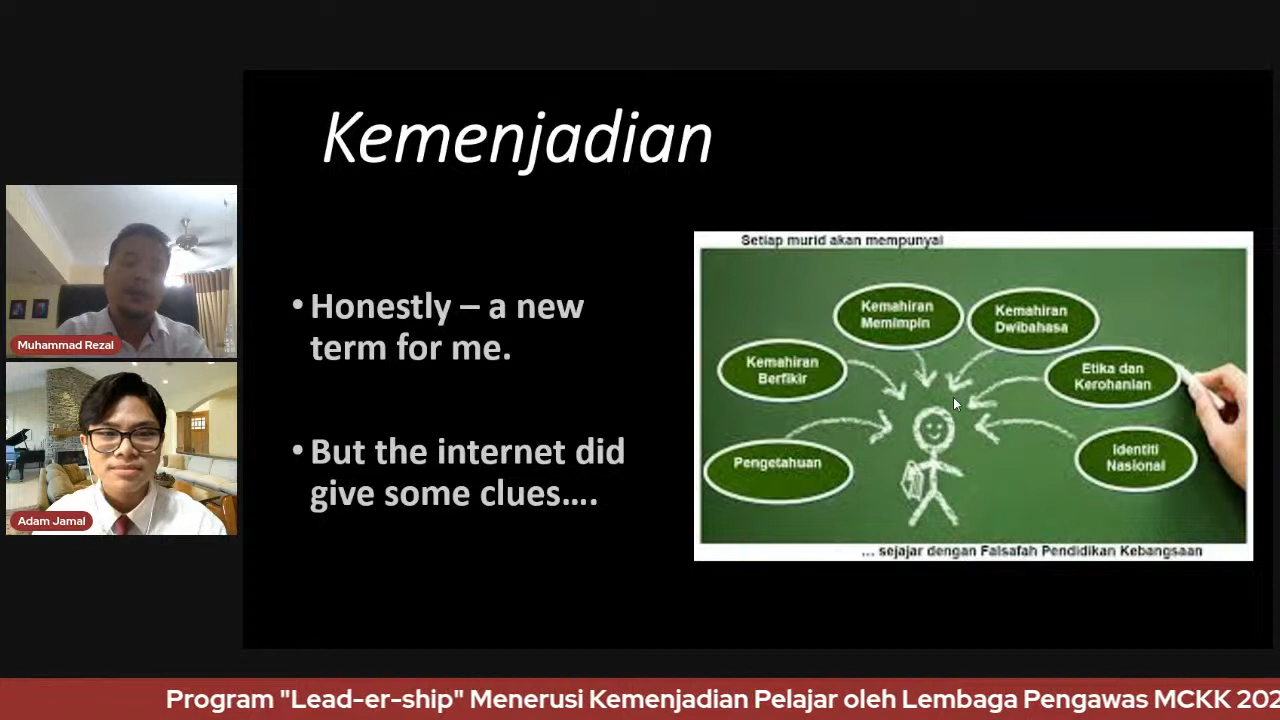 Kemenjadian
• Honestly – a new
term for me.
• But the internet did
give some clues….
Setiap murid akan mempunyai
Kemahiran
Memimpin
Kemahiran
Dwibahasa
Kemahiran
Berfikir
Etika dan
Kerohanian
Pengetahuan
Identiti
Nasional
... sejajar dengan Falsafah Pendidikan Kebangsaan
Muhammad Rezal
Adam Jamal
Program "Lead-er-ship" Menerusi Kemenjadian Pelajar oleh Lembaga Pengawas MCKK 202